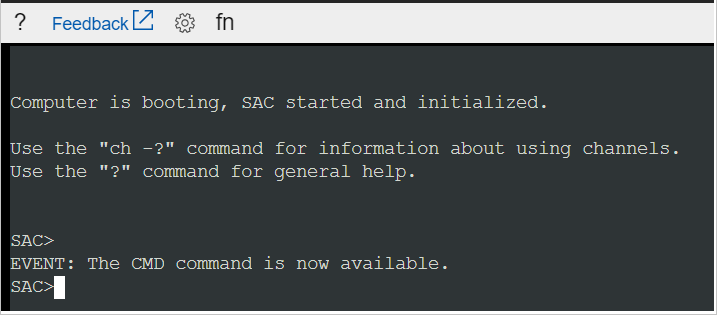 ? Feedback fn
Computer is booting, SAC started and initialized.
Use the "ch -?" command for information about using channels.
Use the "?" command for general help.
SAC>
EVENT: The CMD command is now available.
SAC>